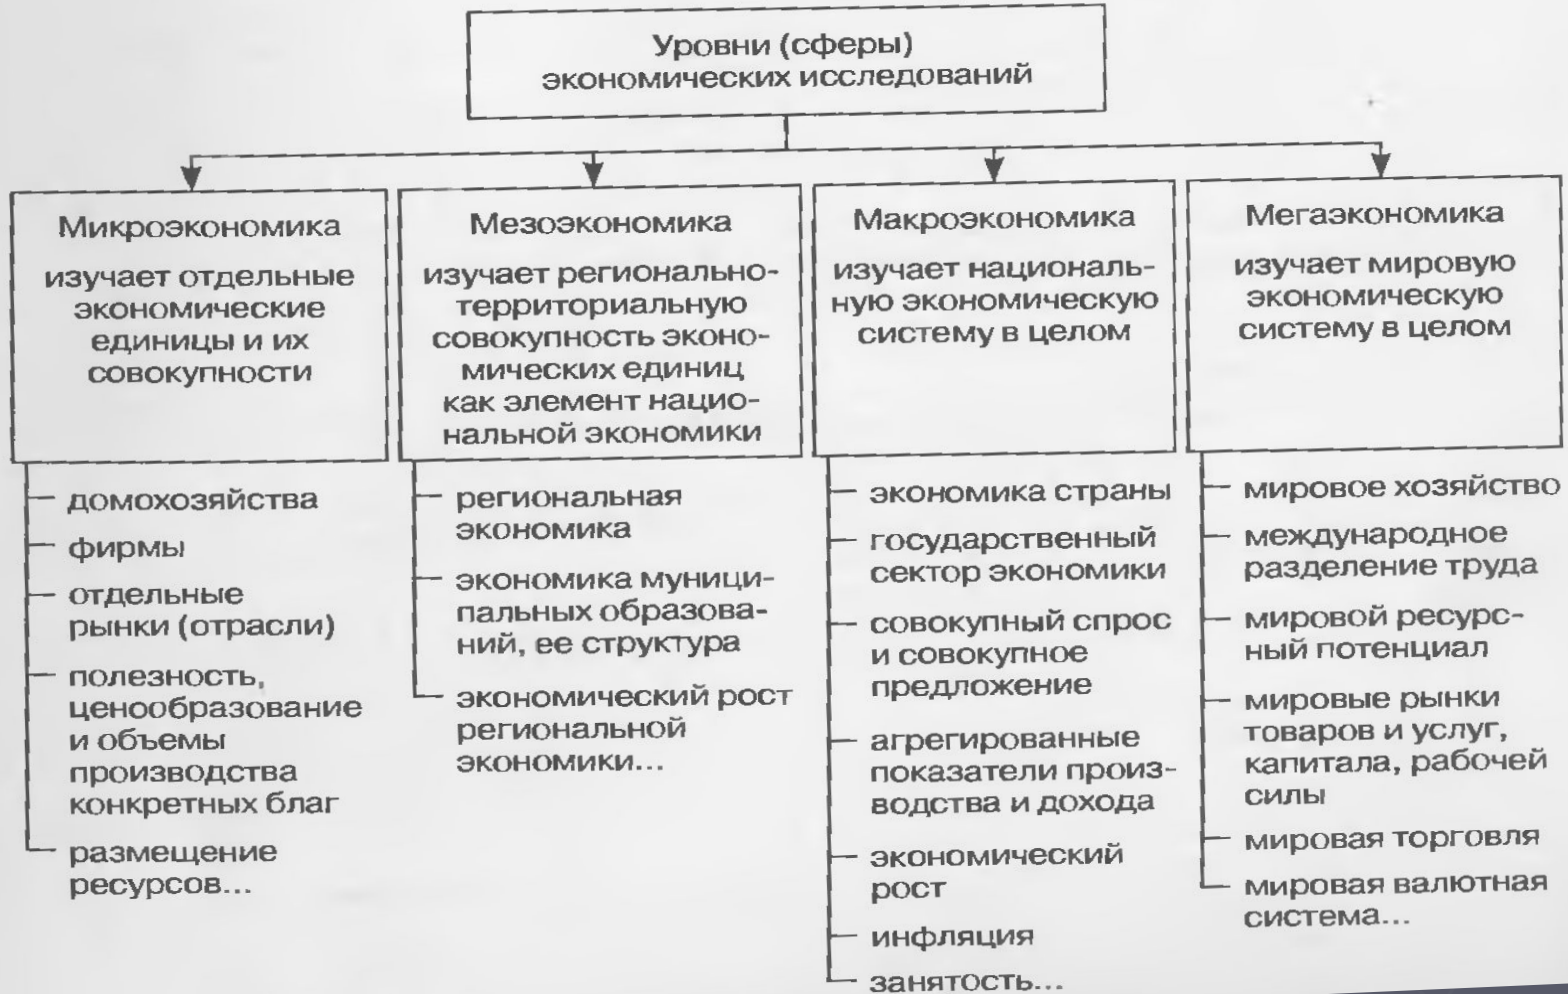 Уровни (сферы)
экономических исследований
Микроэкономика
изучает отдельные
экономические
единицы и их
совокупности
домохозяйства
фирмы
отдельные
рынки (отрасли)
полезность,
ценообразование
и объемы
производства
конкретных благ
размещение
ресурсов...
Мезоэкономика
изучает регионально-
территориальную
совокупность эконо-
мических единиц
как элемент нацио-
нальной экономики
региональная
экономика
экономика муници-
пальных образова-
ний, ее структура
экономический рост
региональной
экономики...
Макроэкономика
изучает националь-
ную экономическую
систему в целом
экономика страны
государственный
сектор экономики
совокупный спрос
и совокупное
предложение
агрегированные
показатели произ-
водства и дохода
экономический
рост
инфляция
занятость...
Мегаэкономика
изучает мировую
экономическую
систему в целом
мировое хозяйство
международное
разделение труда
мировой ресурс-
ный потенциал
мировые рынки
товаров и услуг,
капитала, рабочей
силы
мировая торговля
мировая валютная
система...